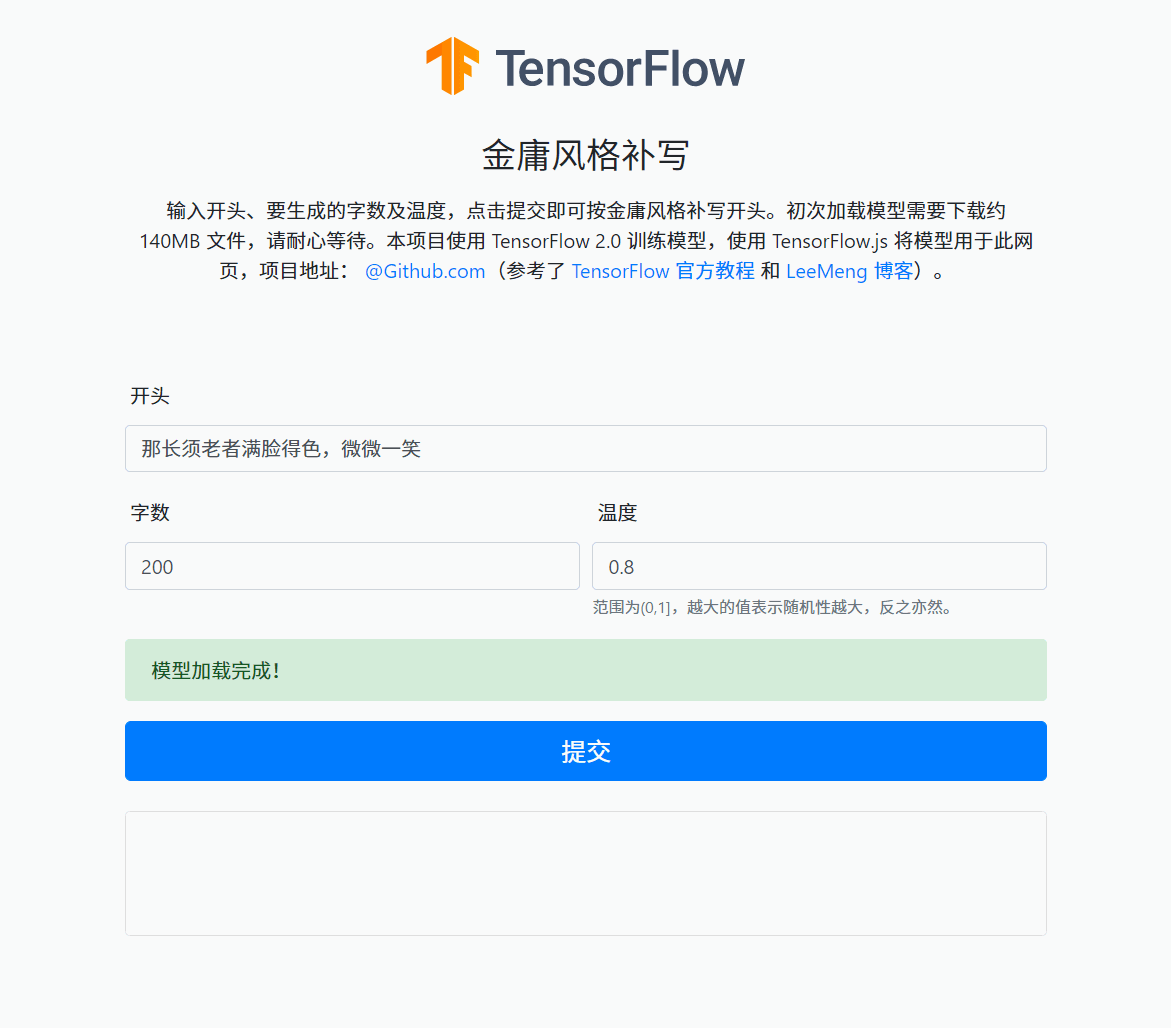 TensorFlow
金庸风格补写
输入开头、要生成的字数及温度，点击提交即可按金庸风格补写开头。初次加载模型需要下载约
140MB 文件，请耐心等待。本项目使用 TensorFlow 2.0 训练模型，使用 TensorFlow.js 将模型用于此网
页，项目地址： @Github.com（参考了 TensorFlow 官方教程 和 LeeMeng 博客）。
开头
那长须老者满脸得色，微微一笑
字数
温度
200
0.8
范围为(0,1]，越大的值表示随机性越大，反之亦然。
模型加载完成！
提交